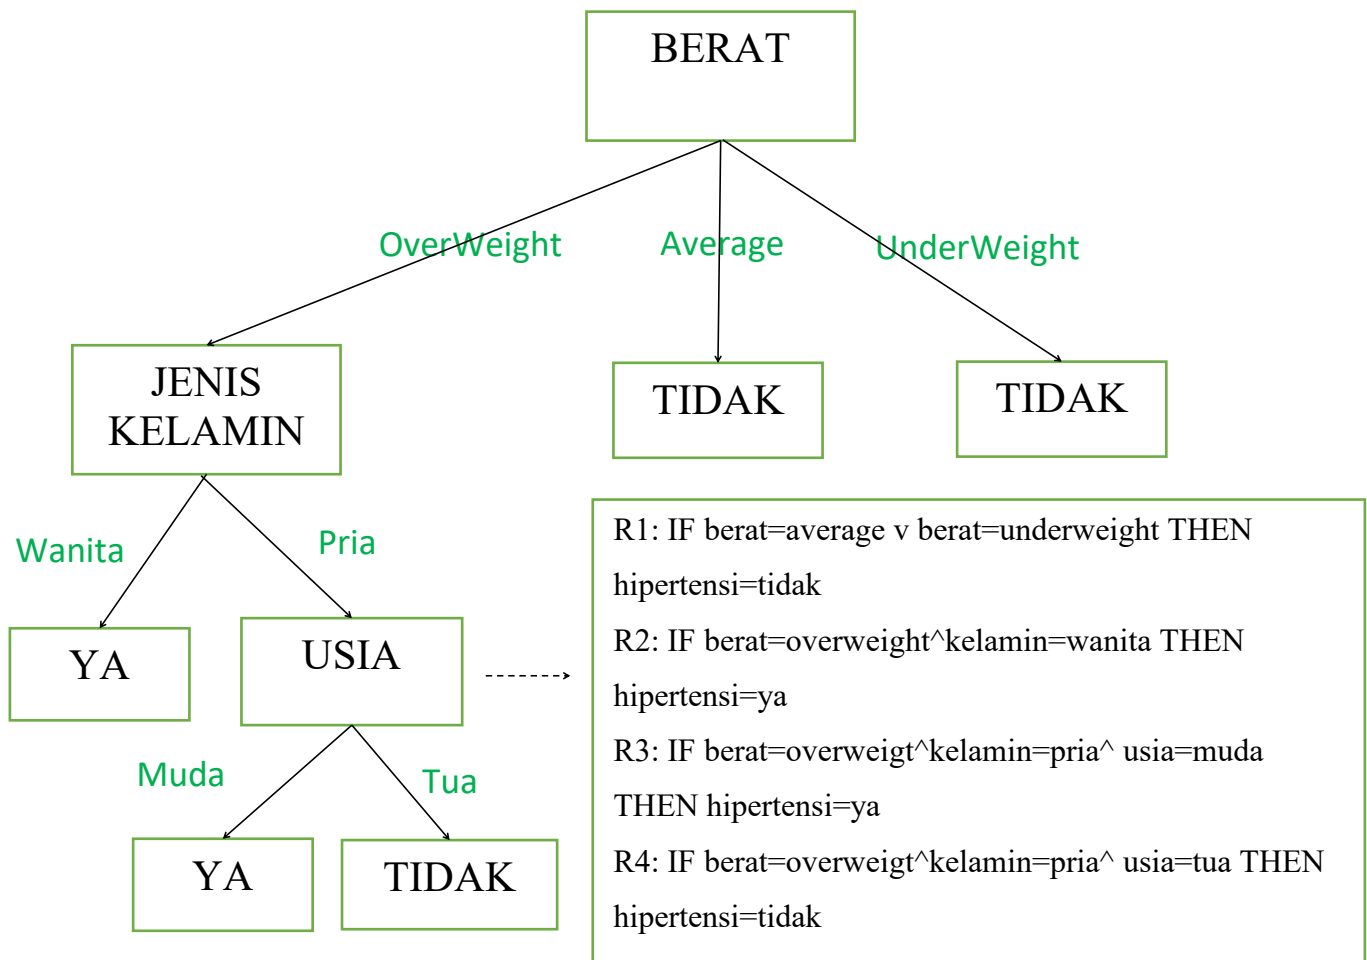 BERAT
OverWeight
Average
UnderWeight
JENIS
KELAMIN
TIDAK
TIDAK
Wanita
Pria
YA
USIA
Muda
Tua
YA
TIDAK
R1: IF berat=average v berat=underweight THEN
hipertensi=tidak
R2: IF berat=overweight^kelamin=wanita THEN
hipertensi=ya
R3: IF berat=overweigt^kelamin=pria^ usia=muda
THEN hipertensi=ya
R4: IF berat=overweigt^kelamin=pria^ usia=tua THEN
hipertensi=tidak